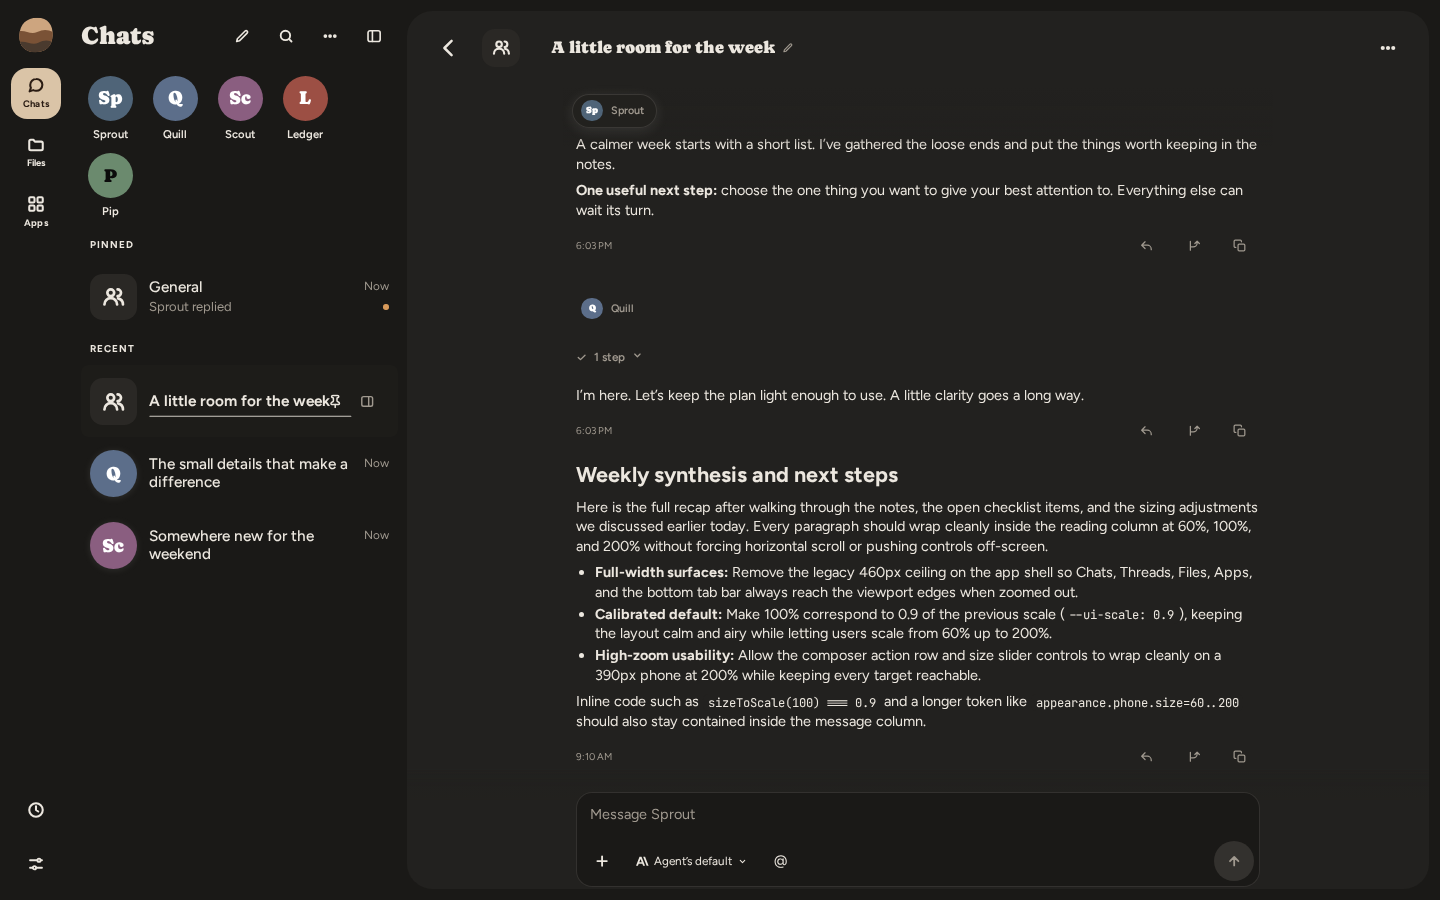 Chats
Chats
Files
Apps
Sp
Q
Sc
L
Sprout
Quill
Scout
Ledger
P
Pip
PINNED
General
Now
Sprout replied
RECENT
A little room for the week
Q
The small details that make a
Now
difference
Sc
Somewhere new for the
Now
weekend
A little room for the week
Sp
Sprout
A calmer week starts with a short list. I’ve gathered the loose ends and put the things worth keeping in the
notes.
One useful next step: choose the one thing you want to give your best attention to. Everything else can
wait its turn.
6:03 PM
Q
Quill
1 step
I’m here. Let’s keep the plan light enough to use. A little clarity goes a long way.
6:03 PM
Weekly synthesis and next steps
Here is the full recap after walking through the notes, the open checklist items, and the sizing adjustments
we discussed earlier today. Every paragraph should wrap cleanly inside the reading column at 60%, 100%,
and 200% without forcing horizontal scroll or pushing controls off-screen.
• Full-width surfaces: Remove the legacy 460px ceiling on the app shell so Chats, Threads, Files, Apps,
and the bottom tab bar always reach the viewport edges when zoomed out.
• Calibrated default: Make 100% correspond to 0.9 of the previous scale ( --ui-scale: 0.9 ), keeping
the layout calm and airy while letting users scale from 60% up to 200%.
• High-zoom usability: Allow the composer action row and size slider controls to wrap cleanly on a
390px phone at 200% while keeping every target reachable.
Inline code such as sizeToScale(100) === 0.9 and a longer token like appearance.phone.size=60..200
should also stay contained inside the message column.
9:10 AM
Message Sprout
Agent’s default
@